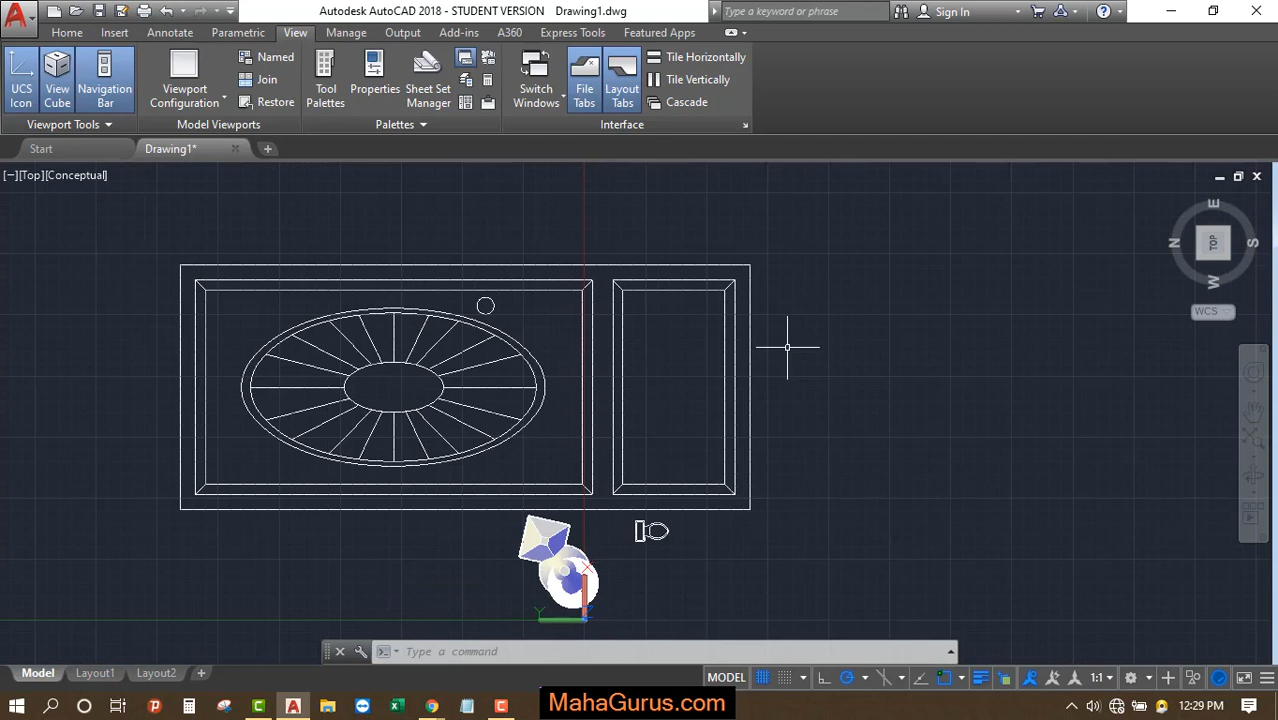 Autodesk AutoCAD 2018 - STUDENT VERSION Drawing1.dwg
Type a keyword or phrase
Sign In
Home Insert Annotate Parametric View Manage Output Add-ins A360 Express Tools Featured Apps
UCS Icon
View Cube
Navigation Bar
Viewport Configuration
Named
Join
Restore
Tool Palettes
Properties
Sheet Set Manager
Switch Windows
File Tabs
Layout Tabs
Tile Horizontally
Tile Vertically
Cascade
Viewport Tools
Model Viewports
Palettes
Interface
Start
Drawing1*
[−][Top][Conceptual]
E
N
TOP
S
W
WCS
X
Y
Z
Type a command
Model Layout1 Layout2
MODEL
1:1
12:29 PM
MahaGurus.com